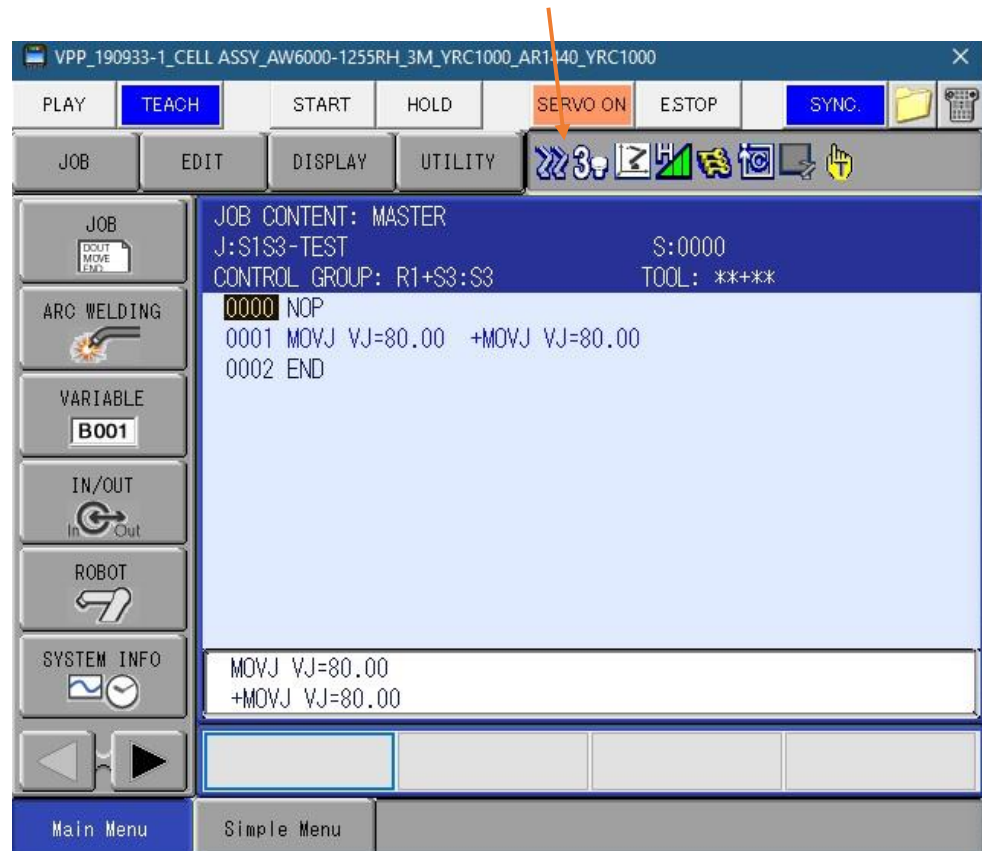 VPP_190933-1_CELL ASSY_AW6000-1255RH_3M_YRC1000_AR1440_YRC1000
PLAY TEACH START HOLD SERVO ON E.STOP SYNC.
JOB EDIT DISPLAY UTILITY
3
H
T
JOB
DOUT
MOVE
END
ARC WELDING
VARIABLE
B001
IN/OUT
In Out
ROBOT
SYSTEM INFO
JOB CONTENT: MASTER
J:S1S3-TEST S:0000
CONTROL GROUP: R1+S3:S3 TOOL: **+**
0000 NOP
0001 MOVJ VJ=80.00 +MOVJ VJ=80.00
0002 END
MOVJ VJ=80.00
+MOVJ VJ=80.00
Main Menu Simple Menu